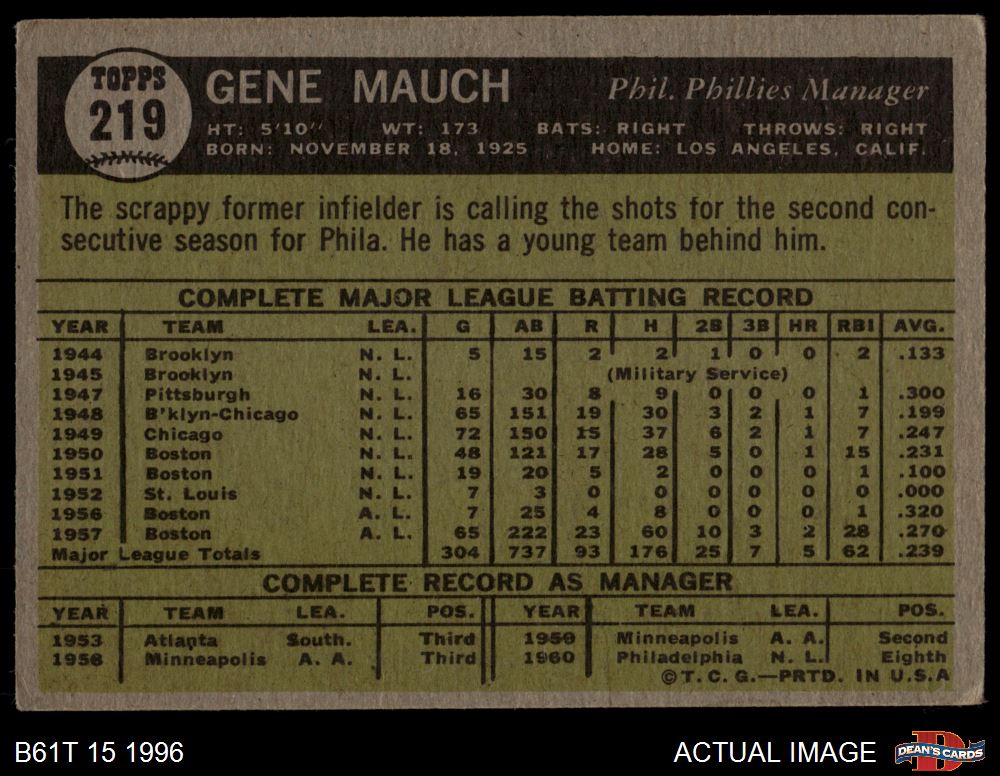 TOPPS
219
GENE MAUCH Phil. Phillies Manager
HT: 5'10" WT: 173 BATS: RIGHT THROWS: RIGHT
BORN: NOVEMBER 18, 1925 HOME: LOS ANGELES, CALIF.
The scrappy former infielder is calling the shots for the second con-
secutive season for Phila. He has a young team behind him.
COMPLETE MAJOR LEAGUE BATTING RECORD
YEAR TEAM LEA. G AB R H 2B 3B HR RBI AVG.
1944 Brooklyn N. L. 5 15 2 2 1 0 0 2 .133
1945 Brooklyn N. L. (Military Service)
1947 Pittsburgh N. L. 16 30 8 9 0 0 0 1 .300
1948 B'klyn-Chicago N. L. 65 151 19 30 3 2 1 7 .199
1949 Chicago N. L. 72 150 15 37 6 2 1 7 .247
1950 Boston N. L. 48 121 17 28 5 0 1 15 .231
1951 Boston N. L. 19 20 5 2 0 0 0 1 .100
1952 St. Louis N. L. 7 3 0 0 0 0 0 0 .000
1956 Boston A. L. 7 25 4 8 0 0 0 1 .320
1957 Boston A. L. 65 222 23 60 10 3 2 28 .270
Major League Totals 304 737 93 176 25 7 5 62 .239
COMPLETE RECORD AS MANAGER
YEAR TEAM LEA. POS. YEAR TEAM LEA. POS.
1953 Atlanta South. Third 1959 Minneapolis A. A. Second
1958 Minneapolis A. A. Third 1960 Philadelphia N. L. Eighth
©T. C. G.—PRTD. IN U.S.A
B61T 15 1996 ACTUAL IMAGE DEAN'S CARDS